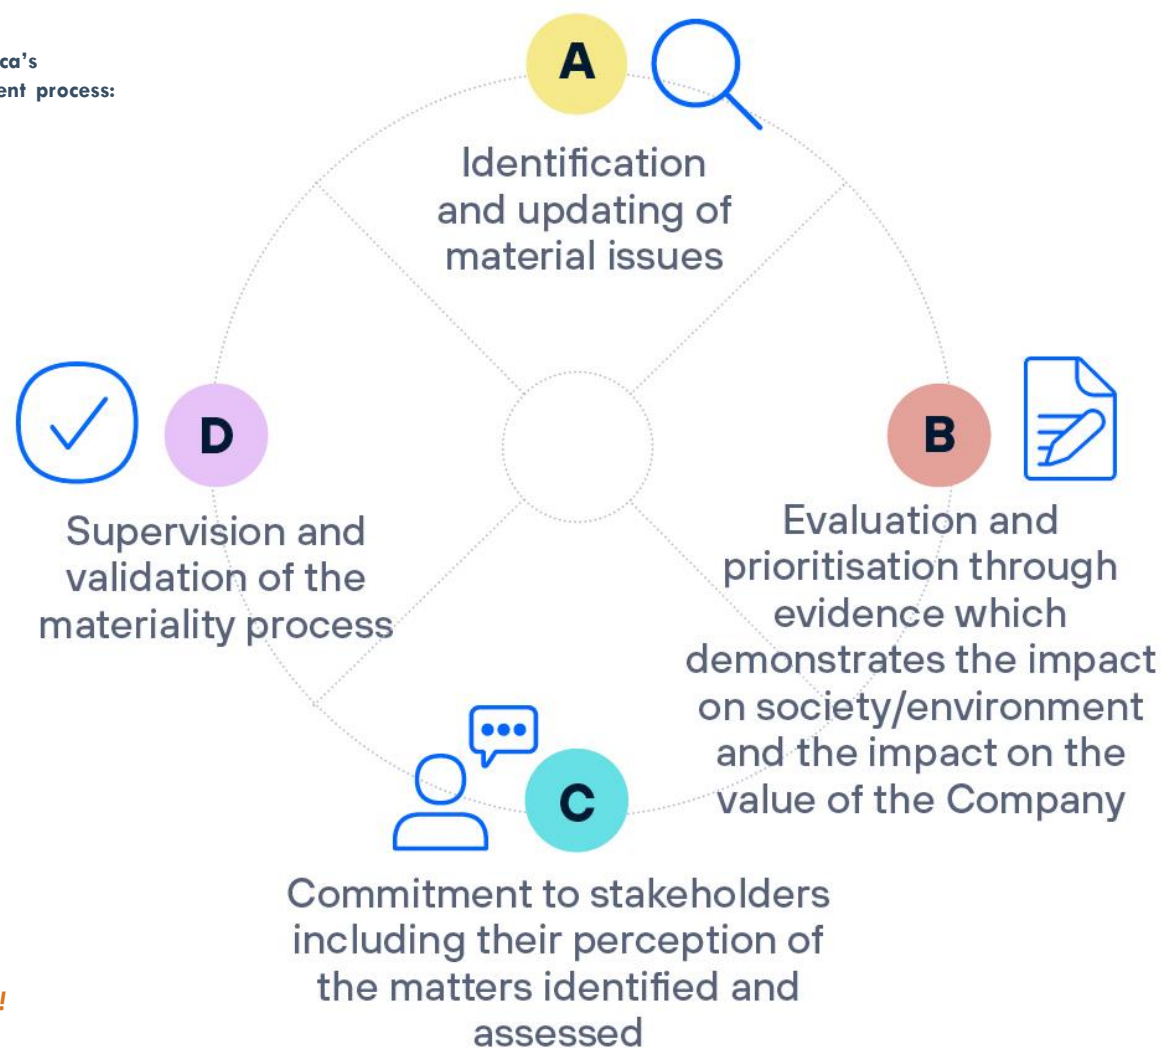 ca’s
ent process:
A
Identification
and updating of
material issues
B
Evaluation and
prioritisation through
evidence which
demonstrates the impact
on society/environment
and the impact on the
value of the Company
C
Commitment to stakeholders
including their perception of
the matters identified and
assessed
D
Supervision and
validation of the
materiality process
!